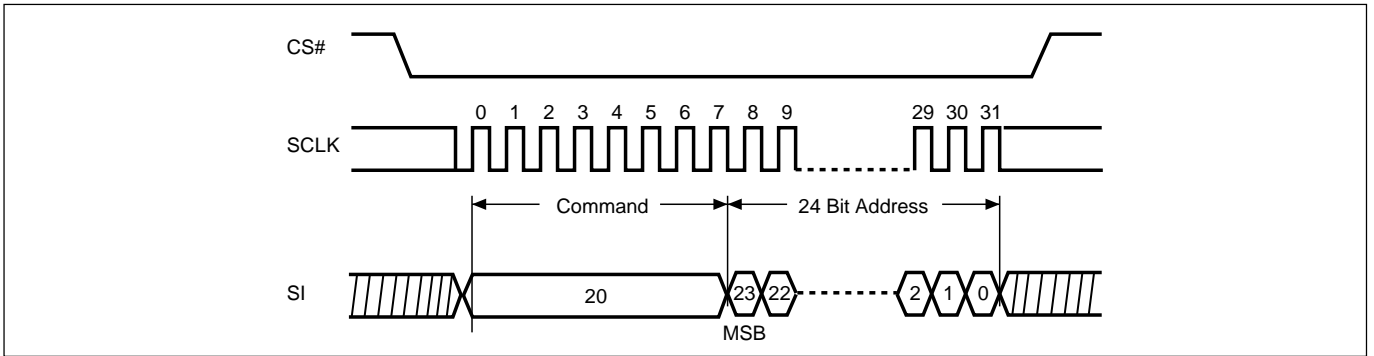 CS#
0 1 2 3 4 5 6 7 8 9 29 30 31
SCLK
Command 24 Bit Address
SI 20 23 22 2 1 0
MSB